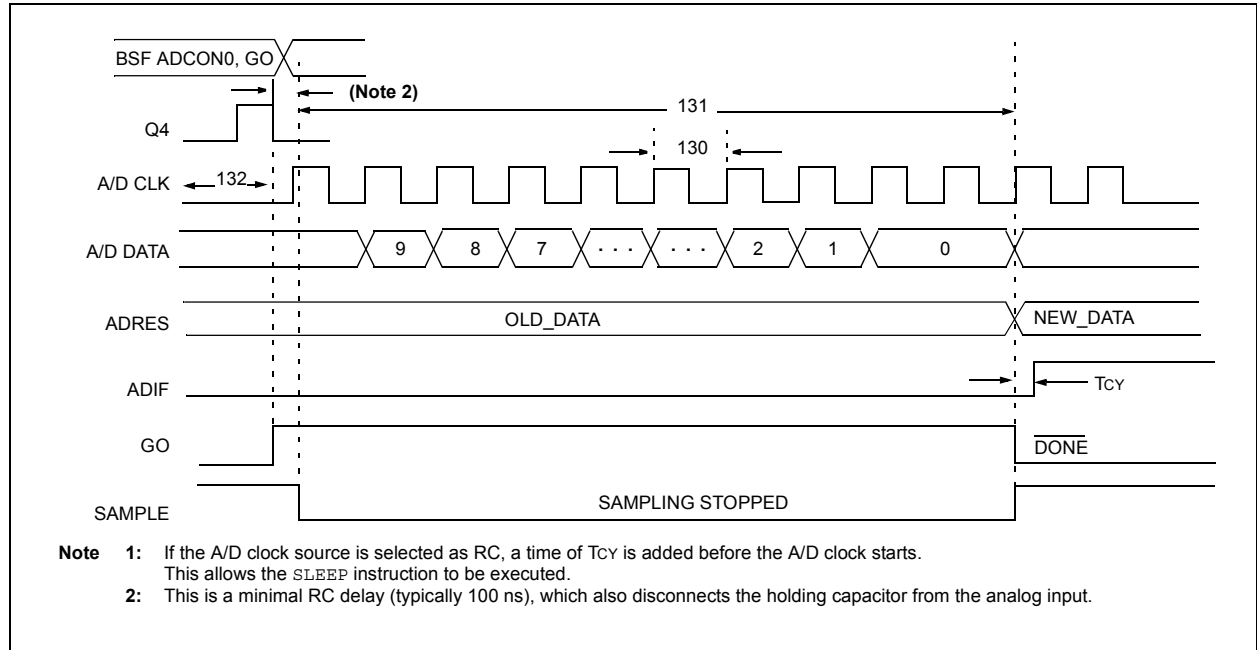 BSF ADCON0, GO
(Note 2)
131
Q4
130
A/D CLK
132
A/D DATA
9 8 7 . . . . . . 2 1 0
ADRES
OLD_DATA
NEW_DATA
ADIF
TCY
GO
DONE
SAMPLE
SAMPLING STOPPED
Note 1: If the A/D clock source is selected as RC, a time of TCY is added before the A/D clock starts.
This allows the SLEEP instruction to be executed.
2: This is a minimal RC delay (typically 100 ns), which also disconnects the holding capacitor from the analog input.